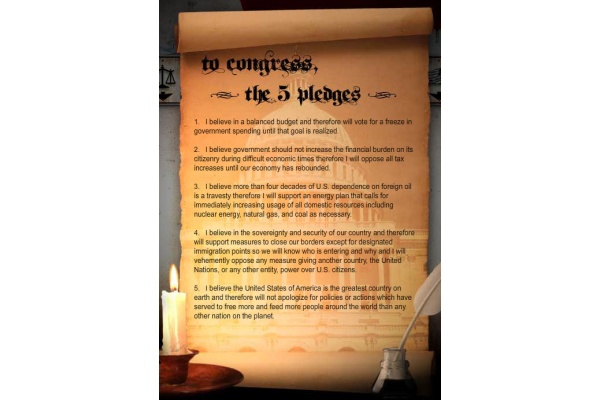 to congress,
the 5 pledges
1. I believe in a balanced budget and therefore will vote for a freeze in
government spending until that goal is realized
2. I believe government should not increase the financial burden on its
citizenry during difficult economic times therefore I will oppose all tax
increases until our economy has rebounded.
3. I believe more than four decades of U.S. dependence on foreign oil
is a travesty therefore I will support an energy plan that calls for
immediately increasing usage of all domestic resources including
nuclear energy, natural gas, and coal as necessary.
4. I believe in the sovereignty and security of our country and therefore
will support measures to close our borders except for designated
immigration points so we will know who is entering and why and I will
vehemently oppose any measure giving another country, the United
Nations, or any other entity, power over U.S. citizens.
5. I believe the United States of America is the greatest country on
earth and therefore will not apologize for policies or actions which have
served to free more and feed more people around the world than any
other nation on the planet